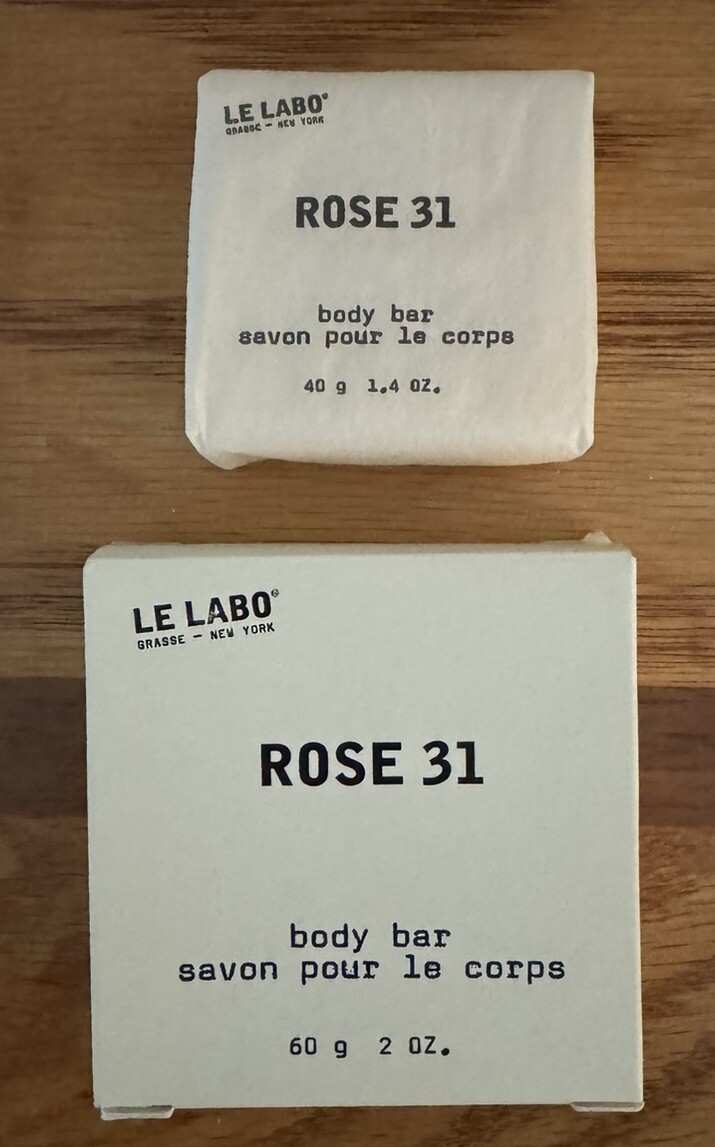 LE LABO®
GRASSE — NEW YORK
ROSE 31
body bar
savon pour le corps
40 g 1.4 OZ.
LE LABO®
GRASSE — NEW YORK
ROSE 31
body bar
savon pour le corps
60 g 2 OZ.